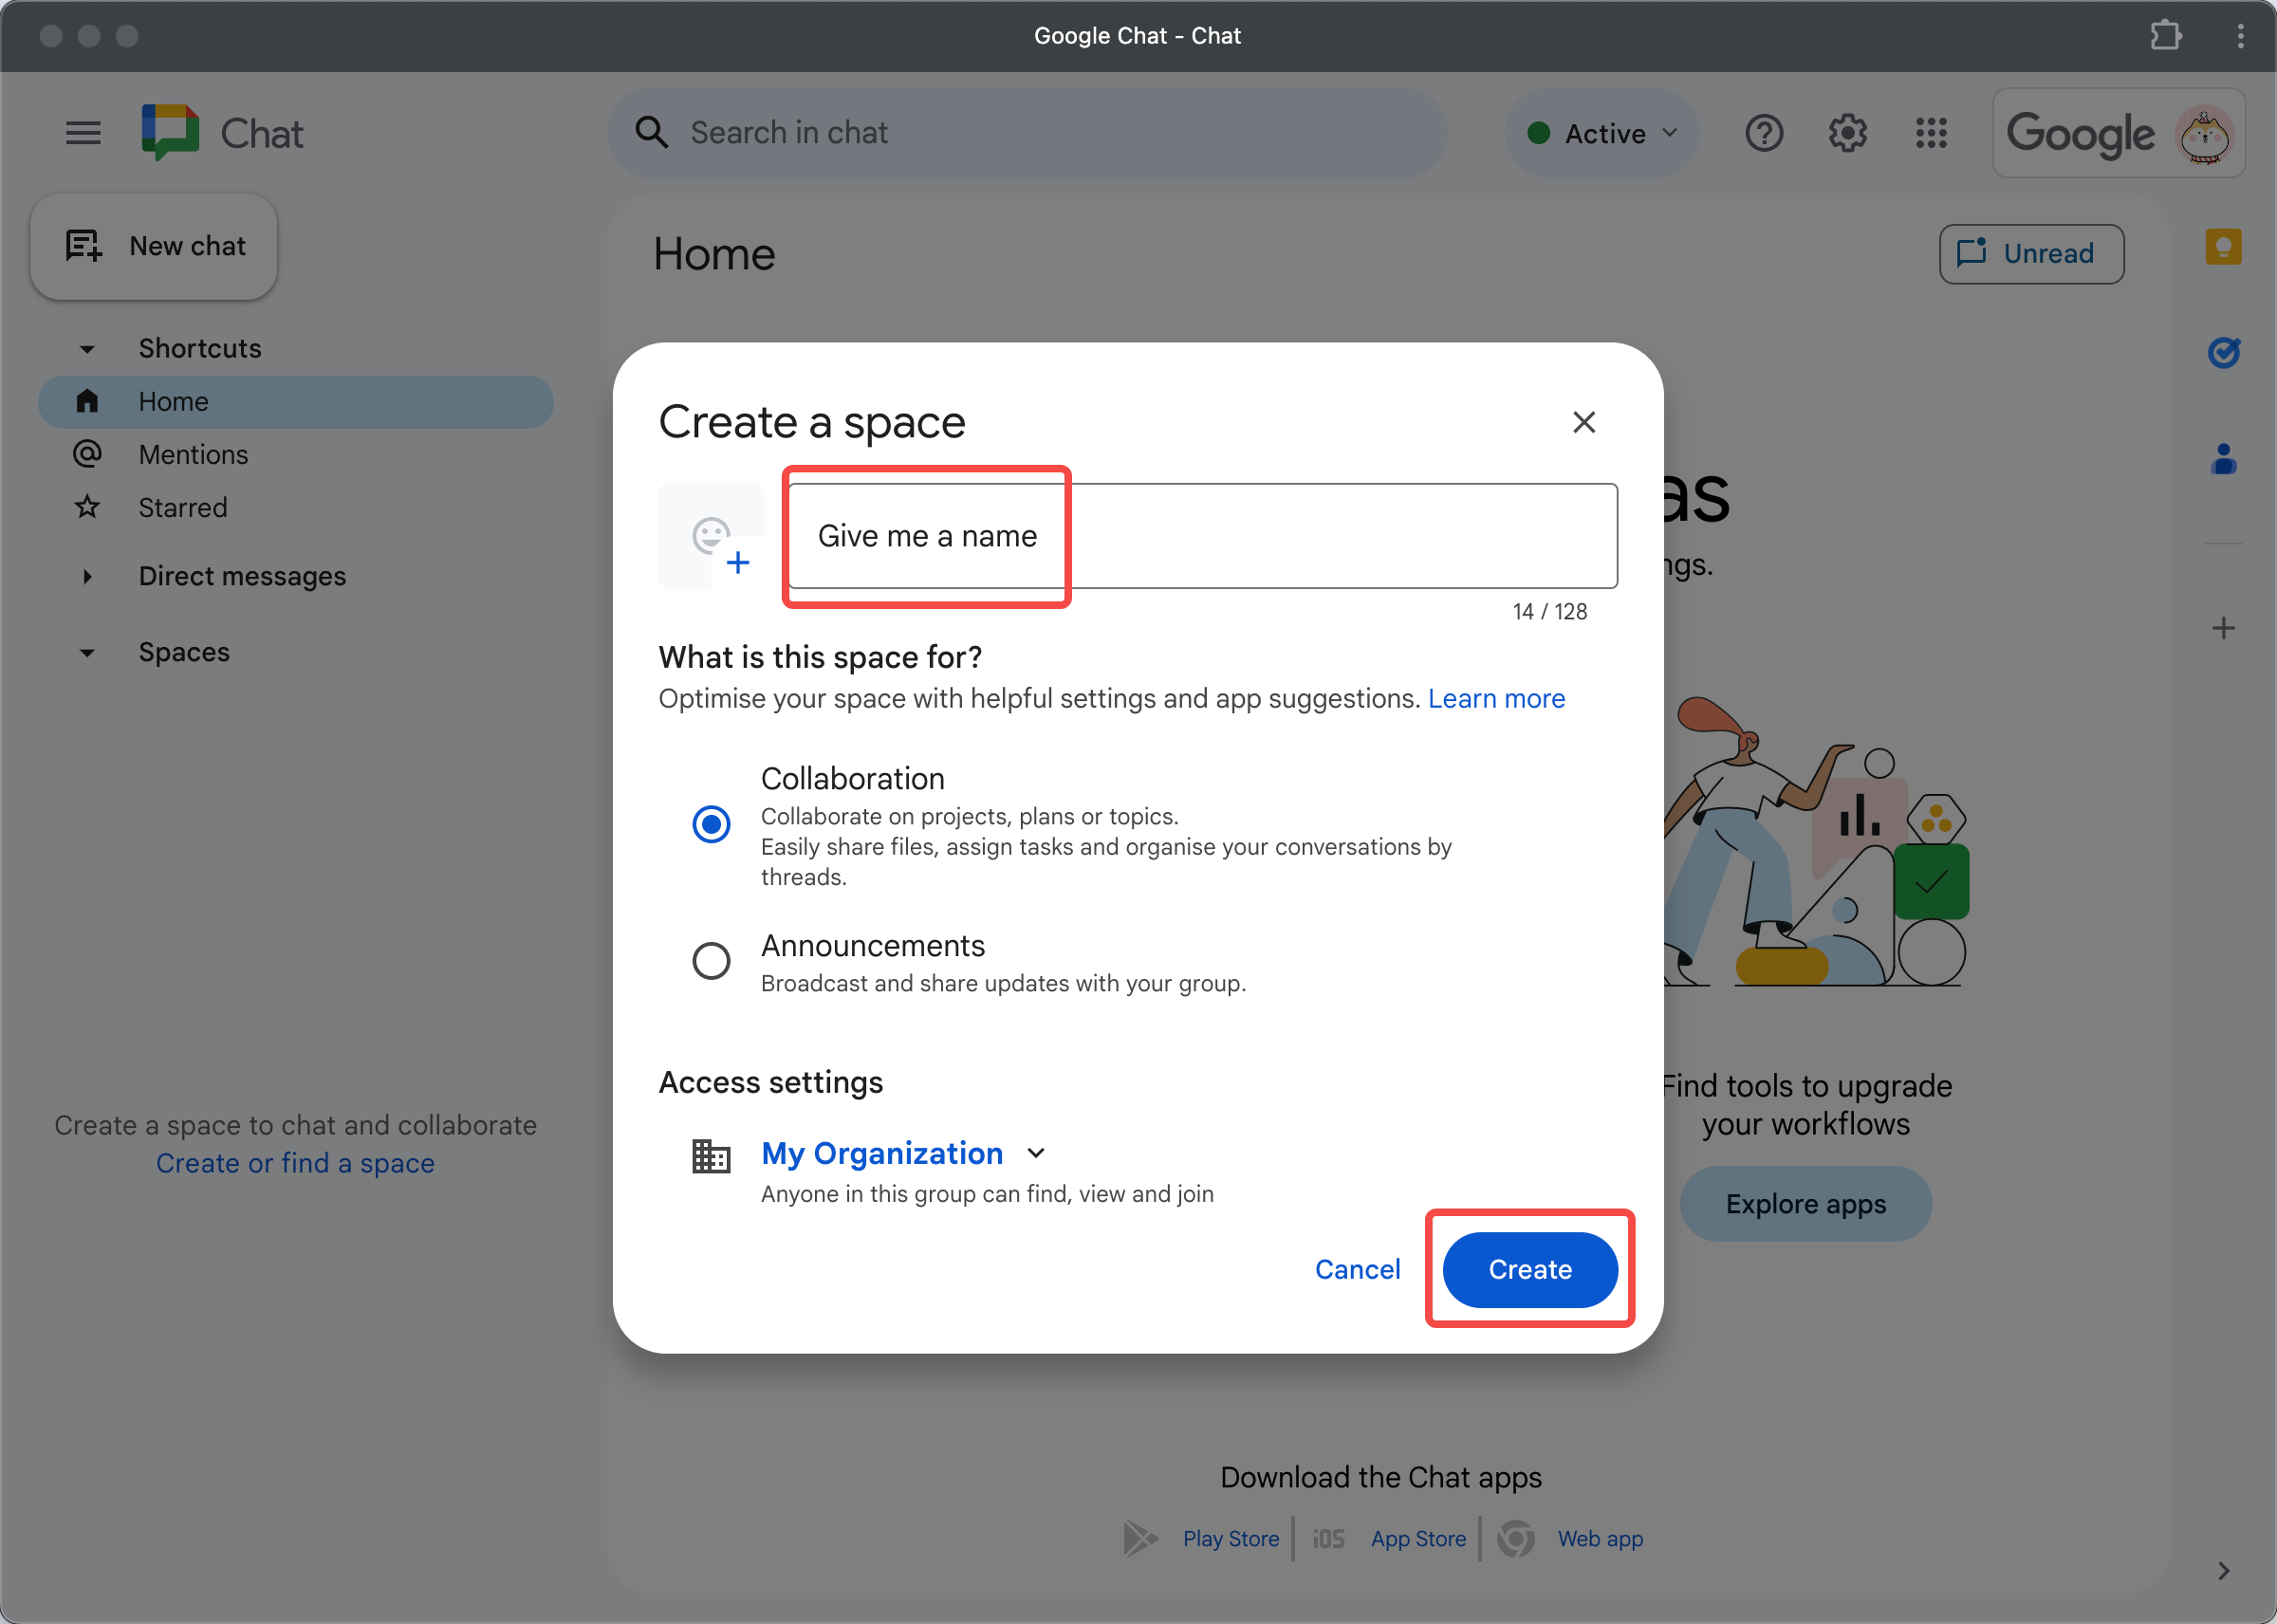 Google Chat - Chat
Chat
Search in chat
Active
Google
New chat
Home
Unread
Shortcuts
Home
Mentions
Starred
Direct messages
Spaces
Create a space to chat and collaborate
Create or find a space
Create a space
Give me a name
14 / 128
What is this space for?
Optimise your space with helpful settings and app suggestions. Learn more
Collaboration
Collaborate on projects, plans or topics.
Easily share files, assign tasks and organise your conversations by
threads.
Announcements
Broadcast and share updates with your group.
Access settings
My Organization
Anyone in this group can find, view and join
Cancel
Create
as
ngs.
Find tools to upgrade
your workflows
Explore apps
Download the Chat apps
Play Store
iOS
App Store
Web app